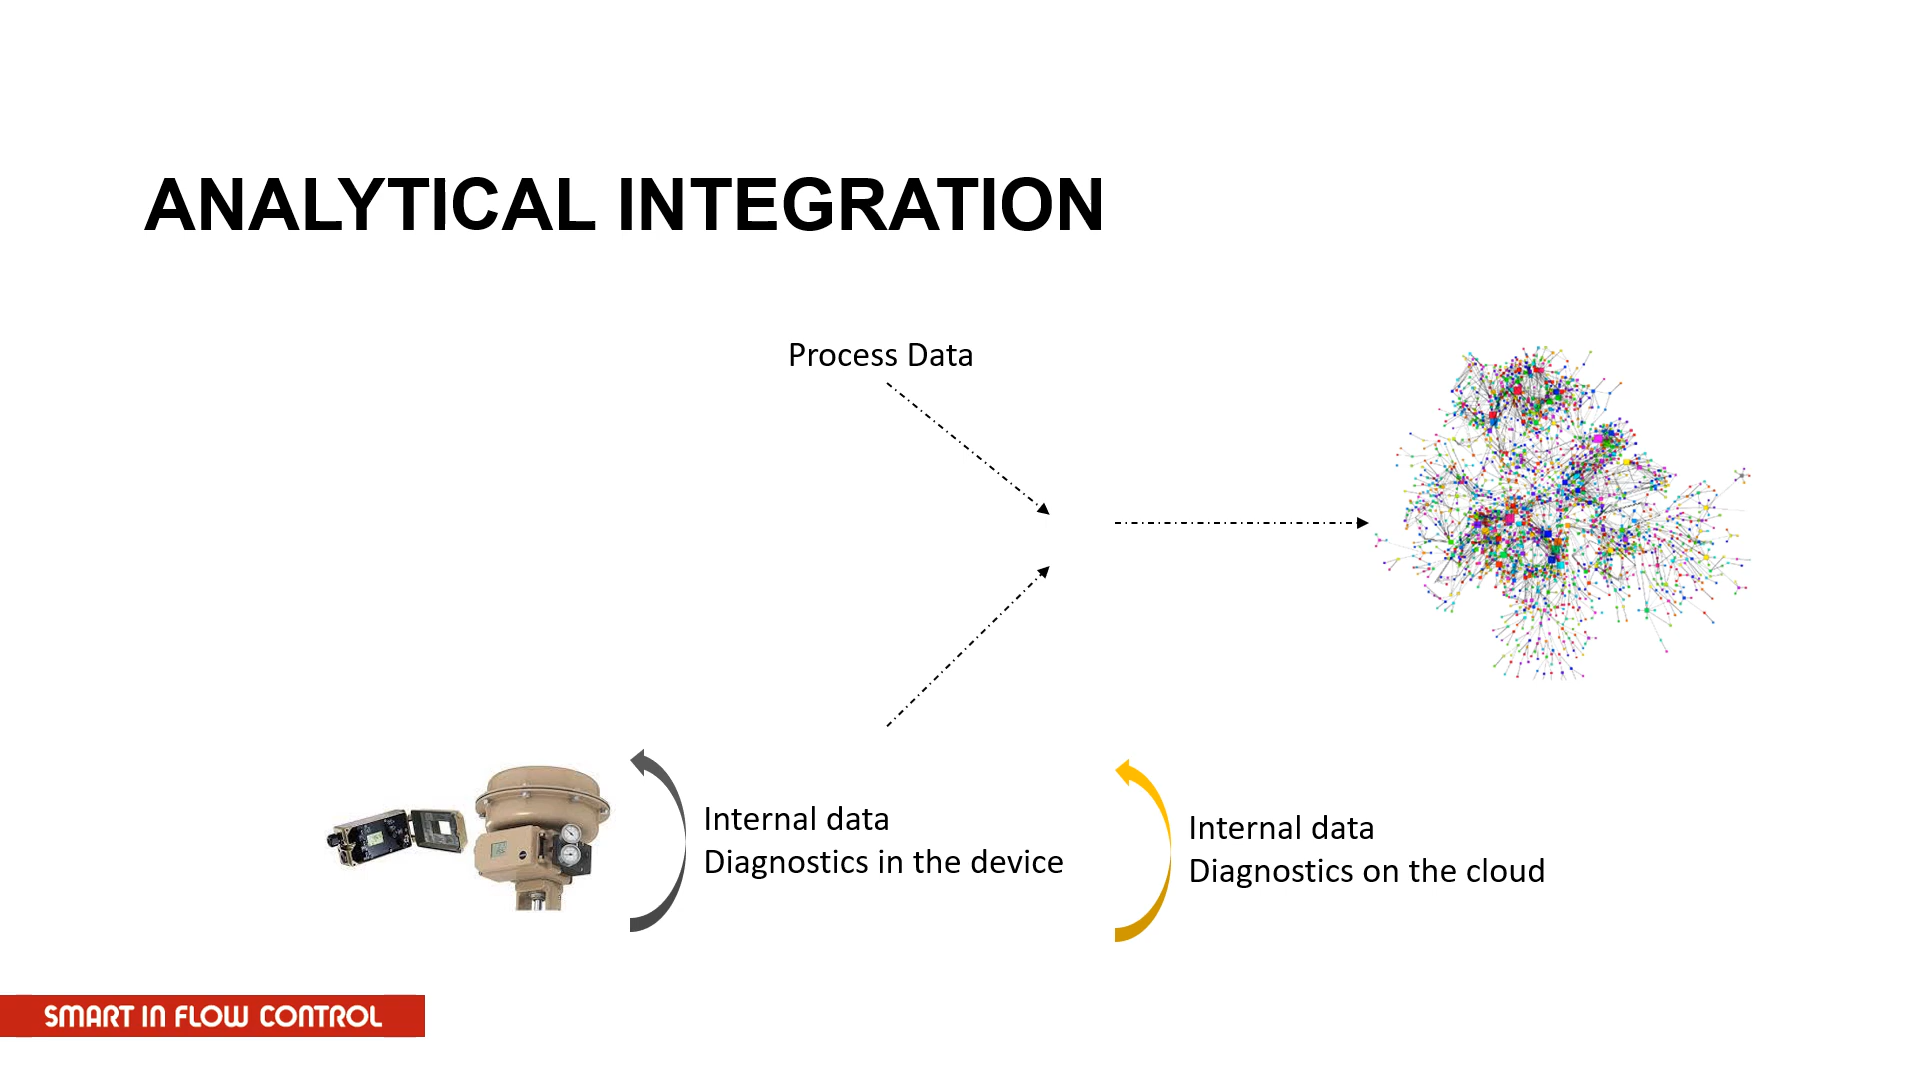 ANALYTICAL INTEGRATION
Process Data
Internal data
Diagnostics in the device
Internal data
Diagnostics on the cloud
SMART IN FLOW CONTROL